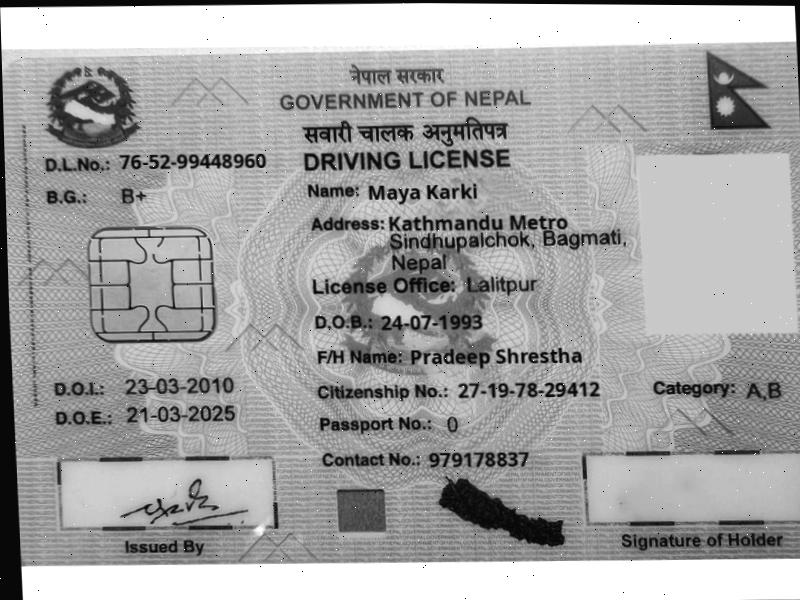 नेपाल सरकार
GOVERNMENT OF NEPAL
सवारी चालक अनुमतिपत्र
DRIVING LICENSE
D.L.No.: 76-52-99448960
B.G.: B+
Name: Maya Karki
Address: Kathmandu Metro
Sindhupalchok, Bagmati,
Nepal
License Office: Lalitpur
D.O.B.: 24-07-1993
F/H Name: Pradeep Shrestha
D.O.I.: 23-03-2010
Citizenship No.: 27-19-78-29412
Category: A,B
D.O.E.: 21-03-2025
Passport No.: 0
Contact No.: 979178837
Issued By
Signature of Holder